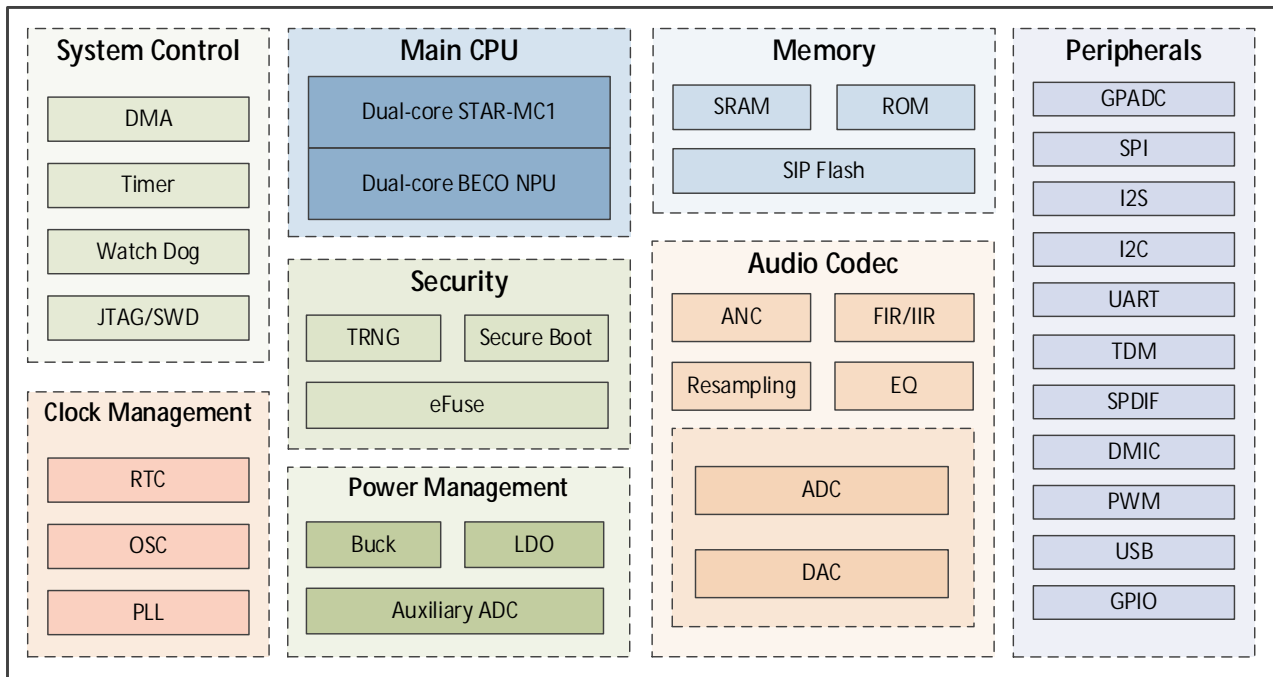 System Control
DMA
Timer
Watch Dog
JTAG/SWD
Clock Management
RTC
OSC
PLL
Main CPU
Dual-core STAR-MC1
Dual-core BECO NPU
Security
TRNG
Secure Boot
eFuse
Power Management
Buck
LDO
Auxiliary ADC
Memory
SRAM
ROM
SIP Flash
Audio Codec
ANC
FIR/IIR
Resampling
EQ
ADC
DAC
Peripherals
GPADC
SPI
I2S
I2C
UART
TDM
SPDIF
DMIC
PWM
USB
GPIO